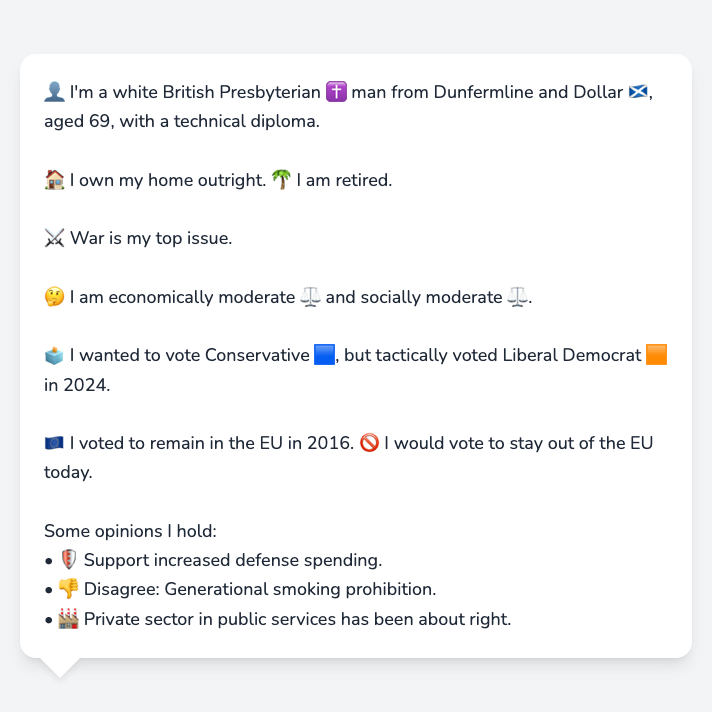 👤 I'm a white British Presbyterian ✝️ man from Dunfermline and Dollar 🏴󠁧󠁢󠁳󠁣󠁴󠁿,
aged 69, with a technical diploma.
🏠 I own my home outright. 🌴 I am retired.
⚔️ War is my top issue.
🤔 I am economically moderate ⚖️ and socially moderate ⚖️.
🗳️ I wanted to vote Conservative 🟦, but tactically voted Liberal Democrat 🟧
in 2024.
🇪🇺 I voted to remain in the EU in 2016. 🚫 I would vote to stay out of the EU
today.
Some opinions I hold:
• 🛡️ Support increased defense spending.
• 👎 Disagree: Generational smoking prohibition.
• 🏭 Private sector in public services has been about right.